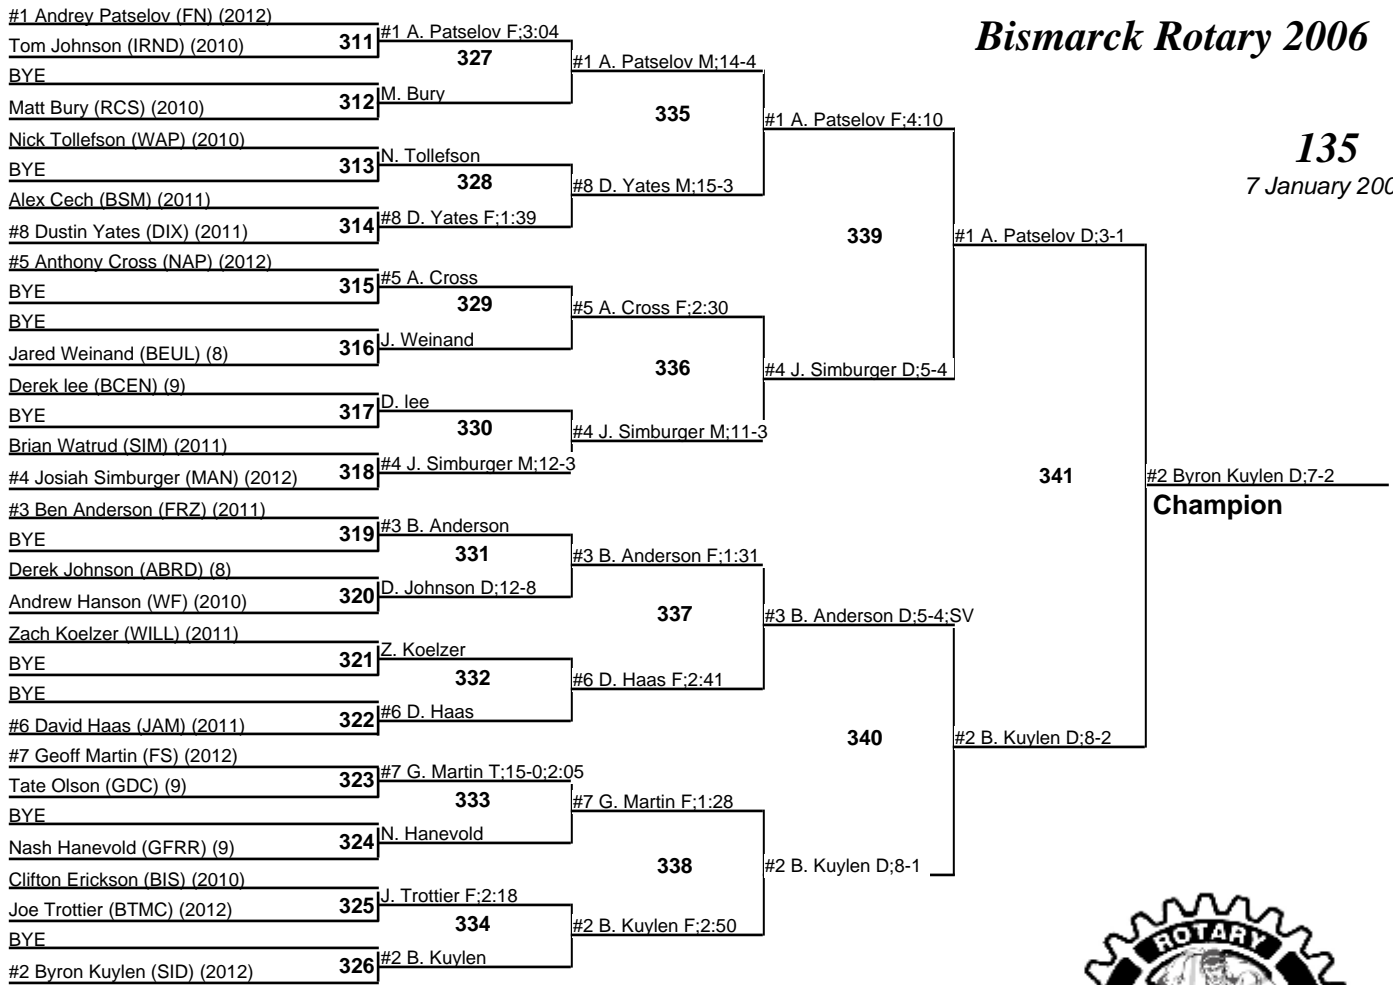 Bismarck Rotary 2006
135
7 January 200
#1 Andrey Patselov (FN) (2012)
Tom Johnson (IRND) (2010)
BYE
Matt Bury (RCS) (2010)
Nick Tollefson (WAP) (2010)
BYE
Alex Cech (BSM) (2011)
#8 Dustin Yates (DIX) (2011)
#5 Anthony Cross (NAP) (2012)
BYE
BYE
Jared Weinand (BEUL) (8)
Derek lee (BCEN) (9)
BYE
Brian Watrud (SIM) (2011)
#4 Josiah Simburger (MAN) (2012)
#3 Ben Anderson (FRZ) (2011)
BYE
Derek Johnson (ABRD) (8)
Andrew Hanson (WF) (2010)
Zach Koelzer (WILL) (2011)
BYE
BYE
#6 David Haas (JAM) (2011)
#7 Geoff Martin (FS) (2012)
Tate Olson (GDC) (9)
BYE
Nash Hanevold (GFRR) (9)
Clifton Erickson (BIS) (2010)
Joe Trottier (BTMC) (2012)
BYE
#2 Byron Kuylen (SID) (2012)
311
312
313
314
315
316
317
318
319
320
321
322
323
324
325
326
#1 A. Patselov F;3:04
M. Bury
N. Tollefson
#8 D. Yates F;1:39
#5 A. Cross
J. Weinand
D. lee
#4 J. Simburger M;12-3
#3 B. Anderson
D. Johnson D;12-8
Z. Koelzer
#6 D. Haas
#7 G. Martin T;15-0;2:05
N. Hanevold
J. Trottier F;2:18
#2 B. Kuylen
327
328
329
330
331
332
333
334
#1 A. Patselov M;14-4
#8 D. Yates M;15-3
#5 A. Cross F;2:30
#4 J. Simburger M;11-3
#3 B. Anderson F;1:31
#6 D. Haas F;2:41
#7 G. Martin F;1:28
#2 B. Kuylen F;2:50
335
336
337
338
#1 A. Patselov F;4:10
#4 J. Simburger D;5-4
#3 B. Anderson D;5-4;SV
#2 B. Kuylen D;8-1
339
340
#1 A. Patselov D;3-1
#2 B. Kuylen D;8-2
341
#2 Byron Kuylen D;7-2
Champion
ROTARY